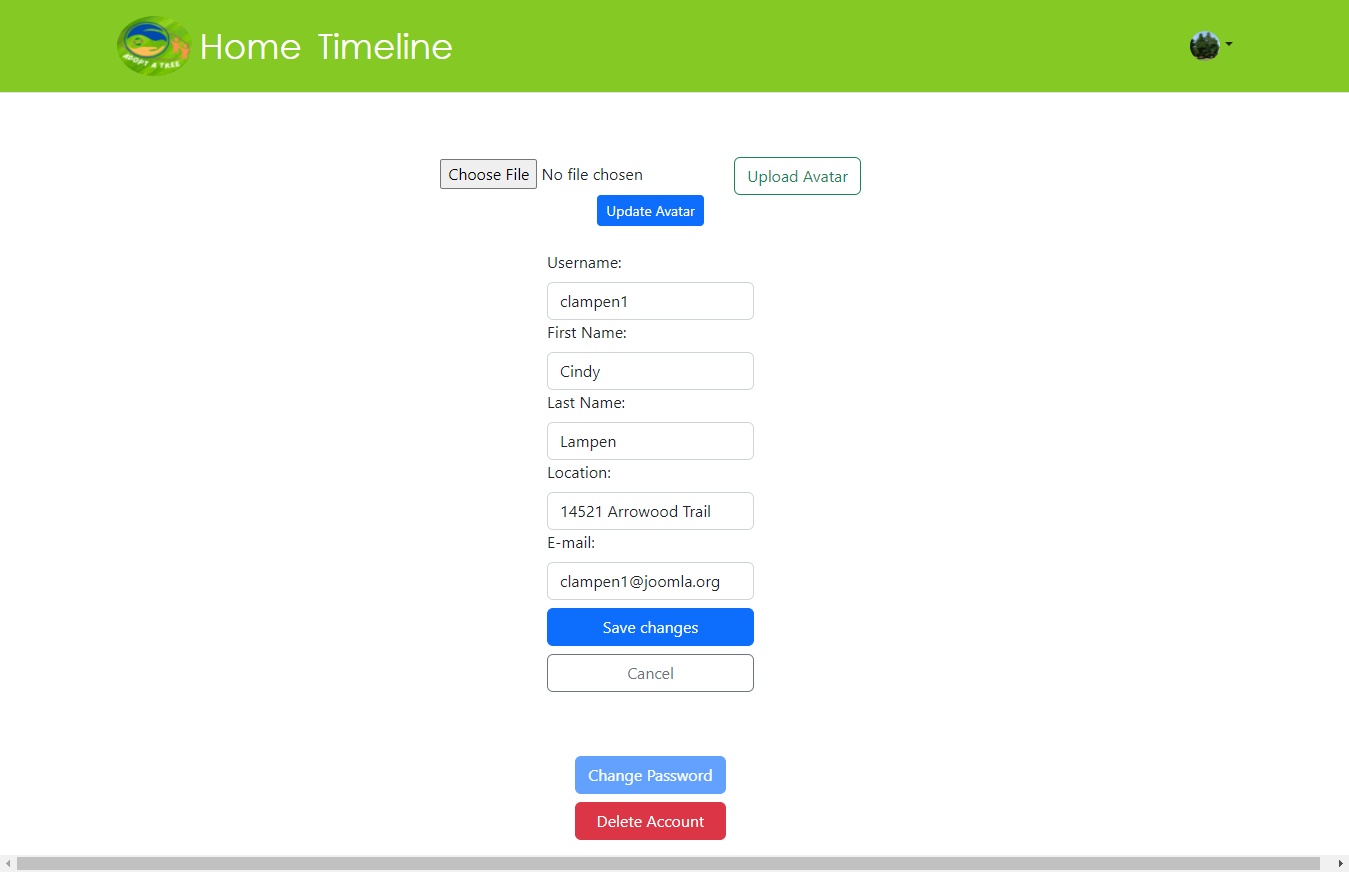 ADOPT A TREE
Home Timeline
Choose File No file chosen Upload Avatar
Update Avatar
Username:
clampen1
First Name:
Cindy
Last Name:
Lampen
Location:
14521 Arrowood Trail
E-mail:
clampen1@joomla.org
Save changes
Cancel
Change Password
Delete Account